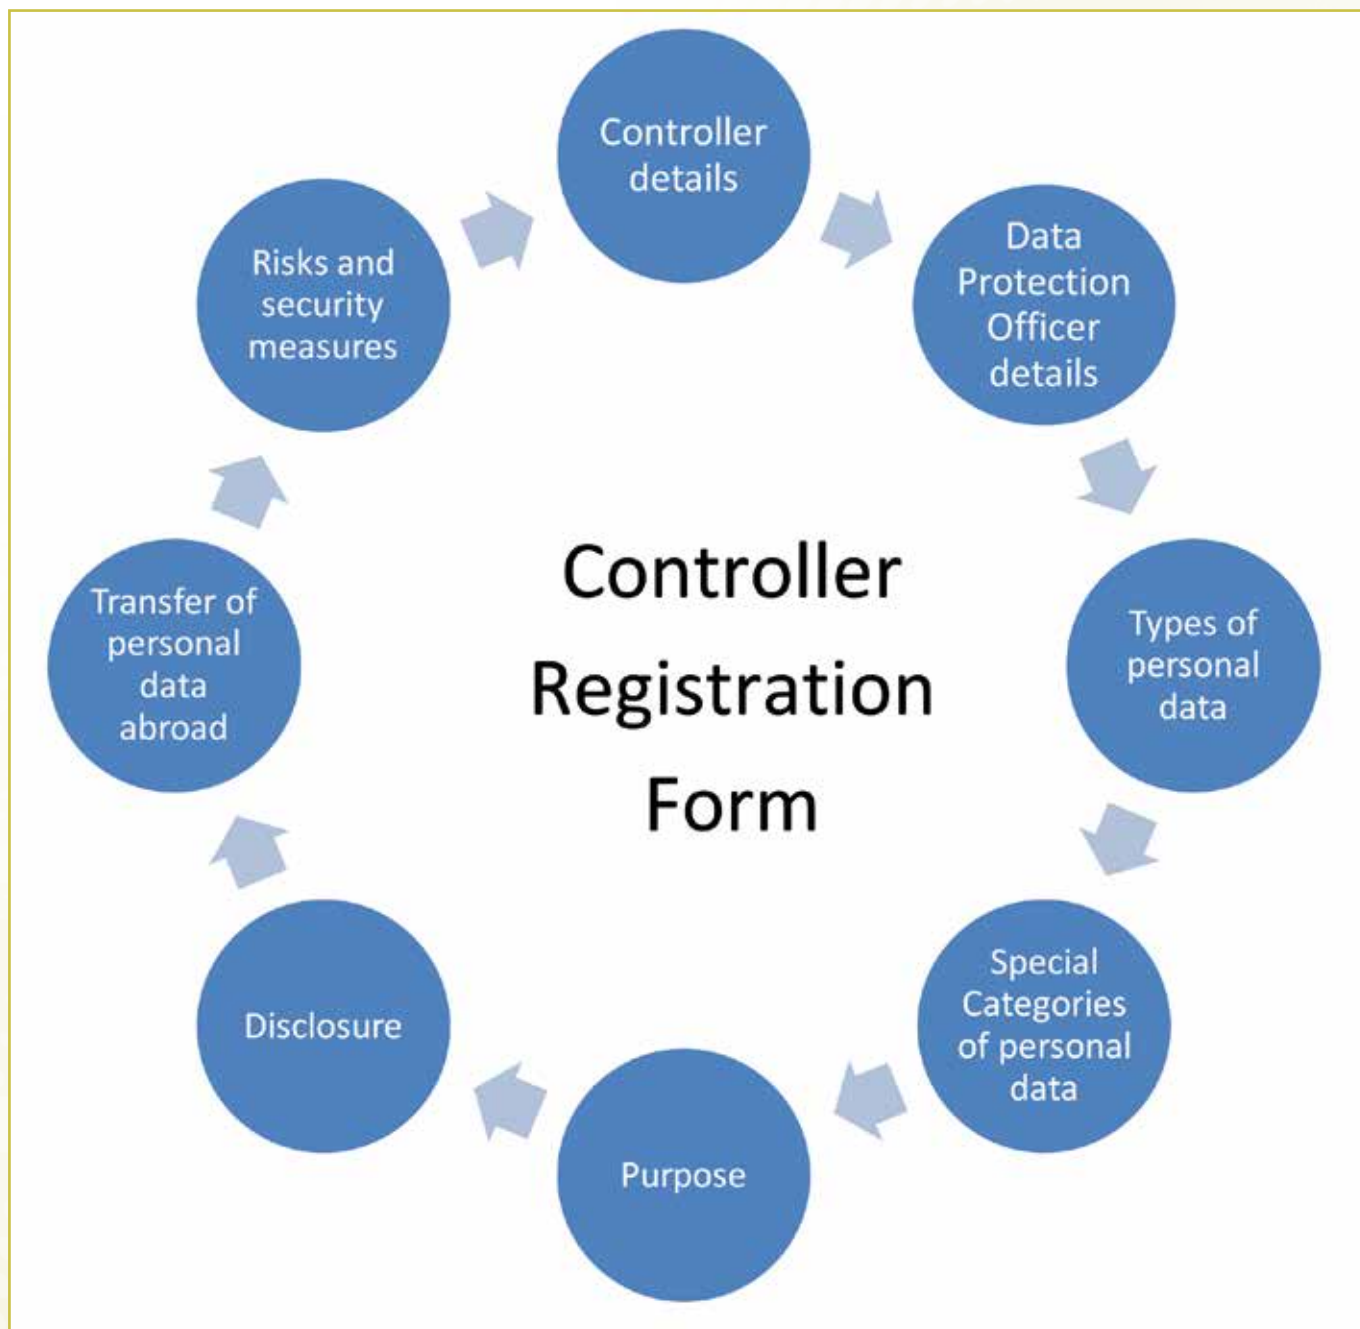 Controller
details
Data
Protection
Officer
details
Types of
personal
data
Special
Categories
of personal
data
Purpose
Disclosure
Transfer of
personal
data
abroad
Risks and
security
measures
Controller
Registration
Form